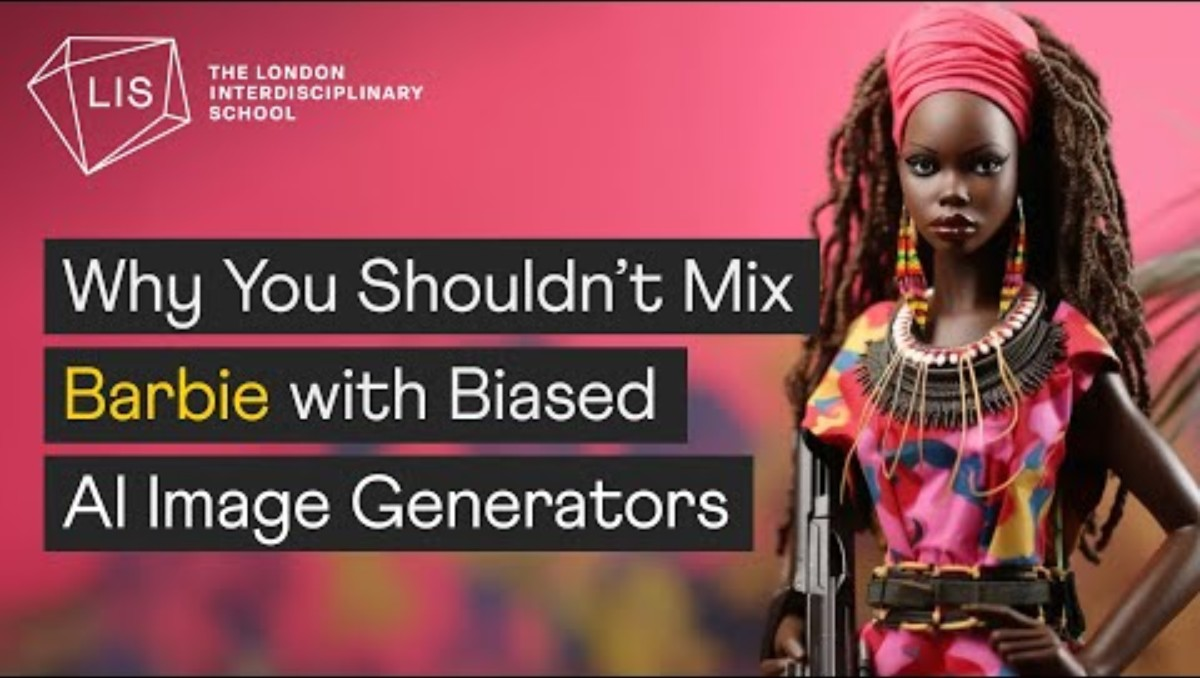 LIS
THE LONDON
INTERDISCIPLINARY
SCHOOL
Why You Shouldn’t Mix
Barbie with Biased
AI Image Generators